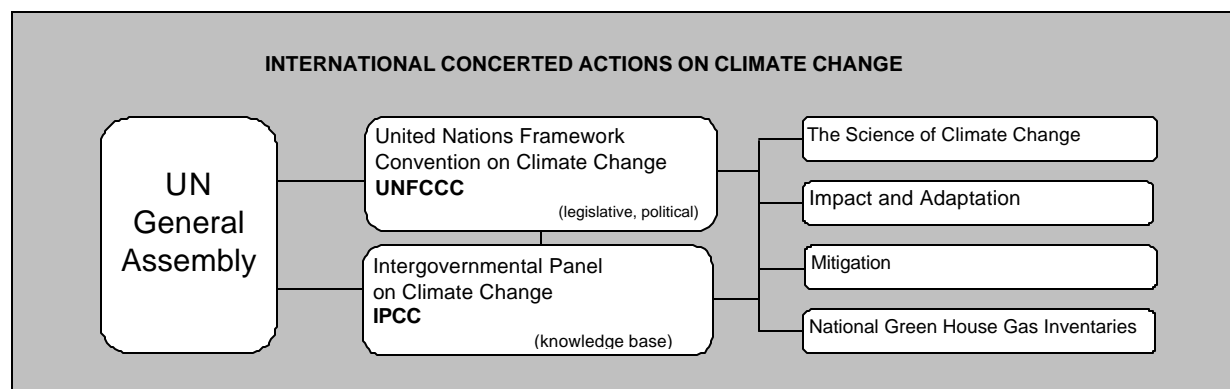 INTERNATIONAL CONCERTED ACTIONS ON CLIMATE CHANGE
UN
General
Assembly
United Nations Framework
Convention on Climate Change
UNFCCC
(legislative, political)
Intergovernmental Panel
on Climate Change
IPCC
(knowledge base)
The Science of Climate Change
Impact and Adaptation
Mitigation
National Green House Gas Inventaries